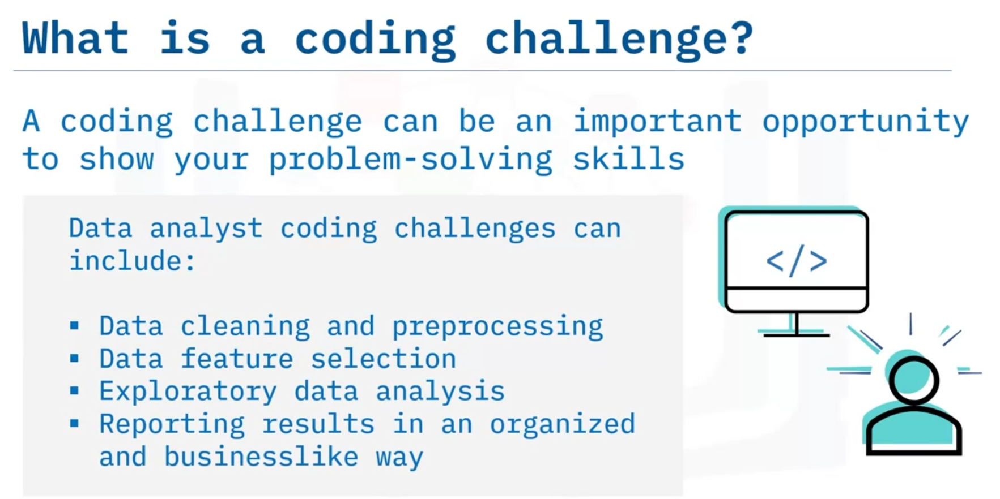 What is a coding challenge?
A coding challenge can be an important opportunity
to show your problem-solving skills
Data analyst coding challenges can
include:
▪ Data cleaning and preprocessing
▪ Data feature selection
▪ Exploratory data analysis
▪ Reporting results in an organized
and businesslike way
</>